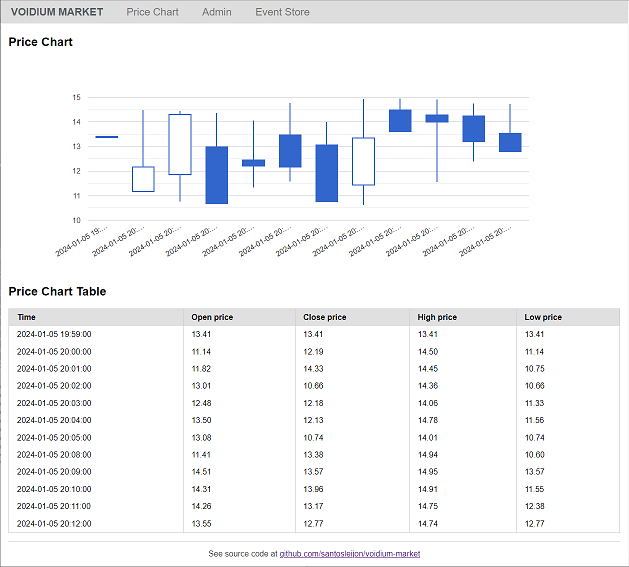 VOIDIUM MARKET Price Chart Admin Event Store
Price Chart
15
14
13
12
11
10
2024-01-05 19:... 2024-01-05 20:... 2024-01-05 20:... 2024-01-05 20:... 2024-01-05 20:... 2024-01-05 20:... 2024-01-05 20:... 2024-01-05 20:... 2024-01-05 20:... 2024-01-05 20:... 2024-01-05 20:... 2024-01-05 20:...
Price Chart Table
Time Open price Close price High price Low price
2024-01-05 19:59:00 13.41 13.41 13.41 13.41
2024-01-05 20:00:00 11.14 12.19 14.50 11.14
2024-01-05 20:01:00 11.82 14.33 14.45 10.75
2024-01-05 20:02:00 13.01 10.66 14.36 10.66
2024-01-05 20:03:00 12.48 12.18 14.06 11.33
2024-01-05 20:04:00 13.50 12.13 14.78 11.56
2024-01-05 20:05:00 13.08 10.74 14.01 10.74
2024-01-05 20:08:00 11.41 13.38 14.94 10.60
2024-01-05 20:09:00 14.51 13.57 14.95 13.57
2024-01-05 20:10:00 14.31 13.96 14.91 11.55
2024-01-05 20:11:00 14.26 13.17 14.75 12.38
2024-01-05 20:12:00 13.55 12.77 14.74 12.77
See source code at github.com/santosleijon/voidium-market